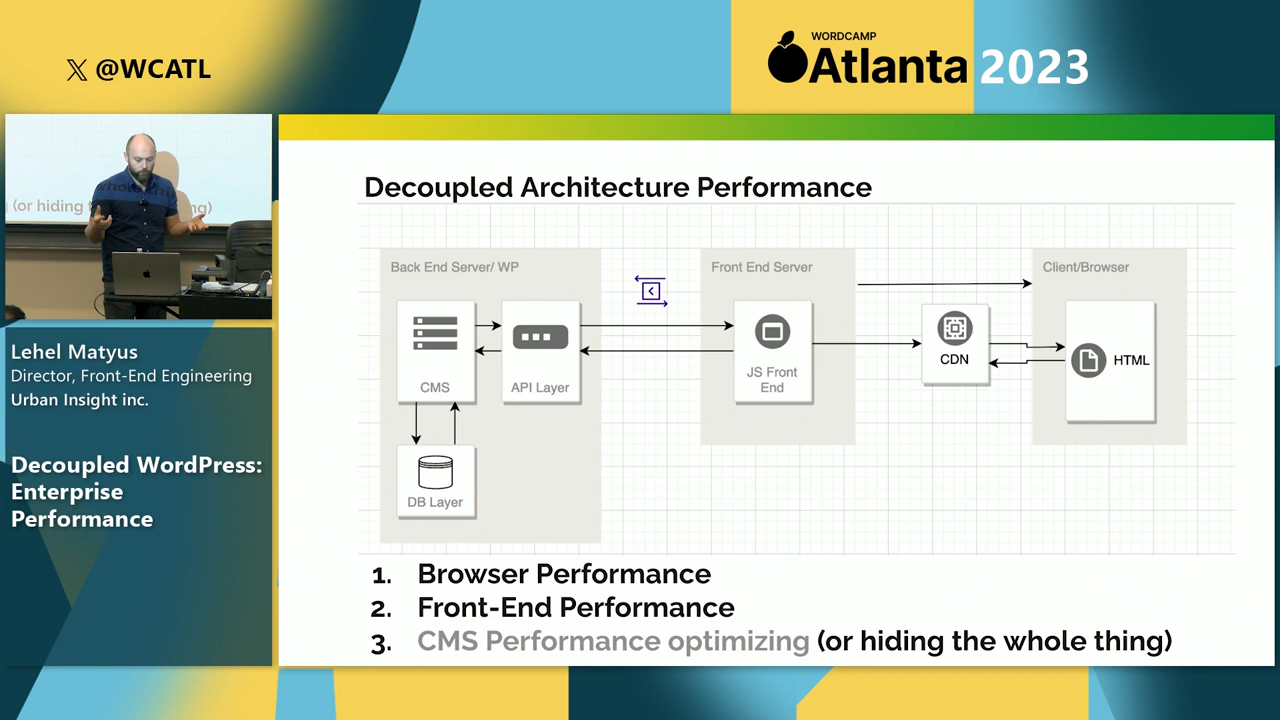 𝕏 @WCATL
WORDCAMP
Atlanta 2023
(or hiding
Lehel Matyus
Director, Front-End Engineering
Urban Insight inc.
Decoupled WordPress:
Enterprise
Performance
Decoupled Architecture Performance
Back End Server/ WP
Front End Server
Client/Browser
CMS
API Layer
JS Front
End
CDN
HTML
DB Layer
1. Browser Performance
2. Front-End Performance
3. CMS Performance optimizing (or hiding the whole thing)